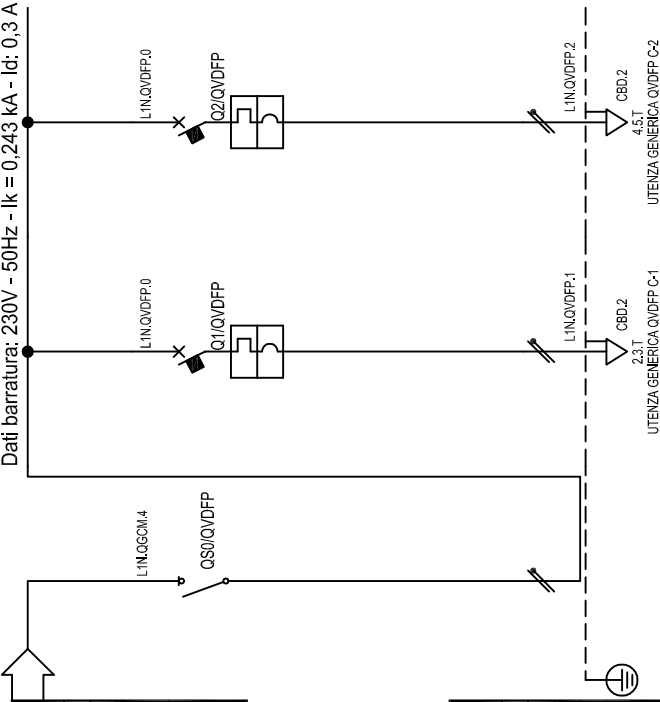 Dati barratura: 230V - 50Hz - Ik = 0,243 kA - Id: 0,3 A
L1N.QGCM.4
QS0/QVDFP
L1N.QVDFP.0
Q1/QVDFP
L1N.QVDFP.1
CBD.2
2.3.T
UTENZA GENERICA QVDFP C-1
L1N.QVDFP.0
Q2/QVDFP
L1N.QVDFP.2
CBD.2
4.5.T
UTENZA GENERICA QVDFP C-2